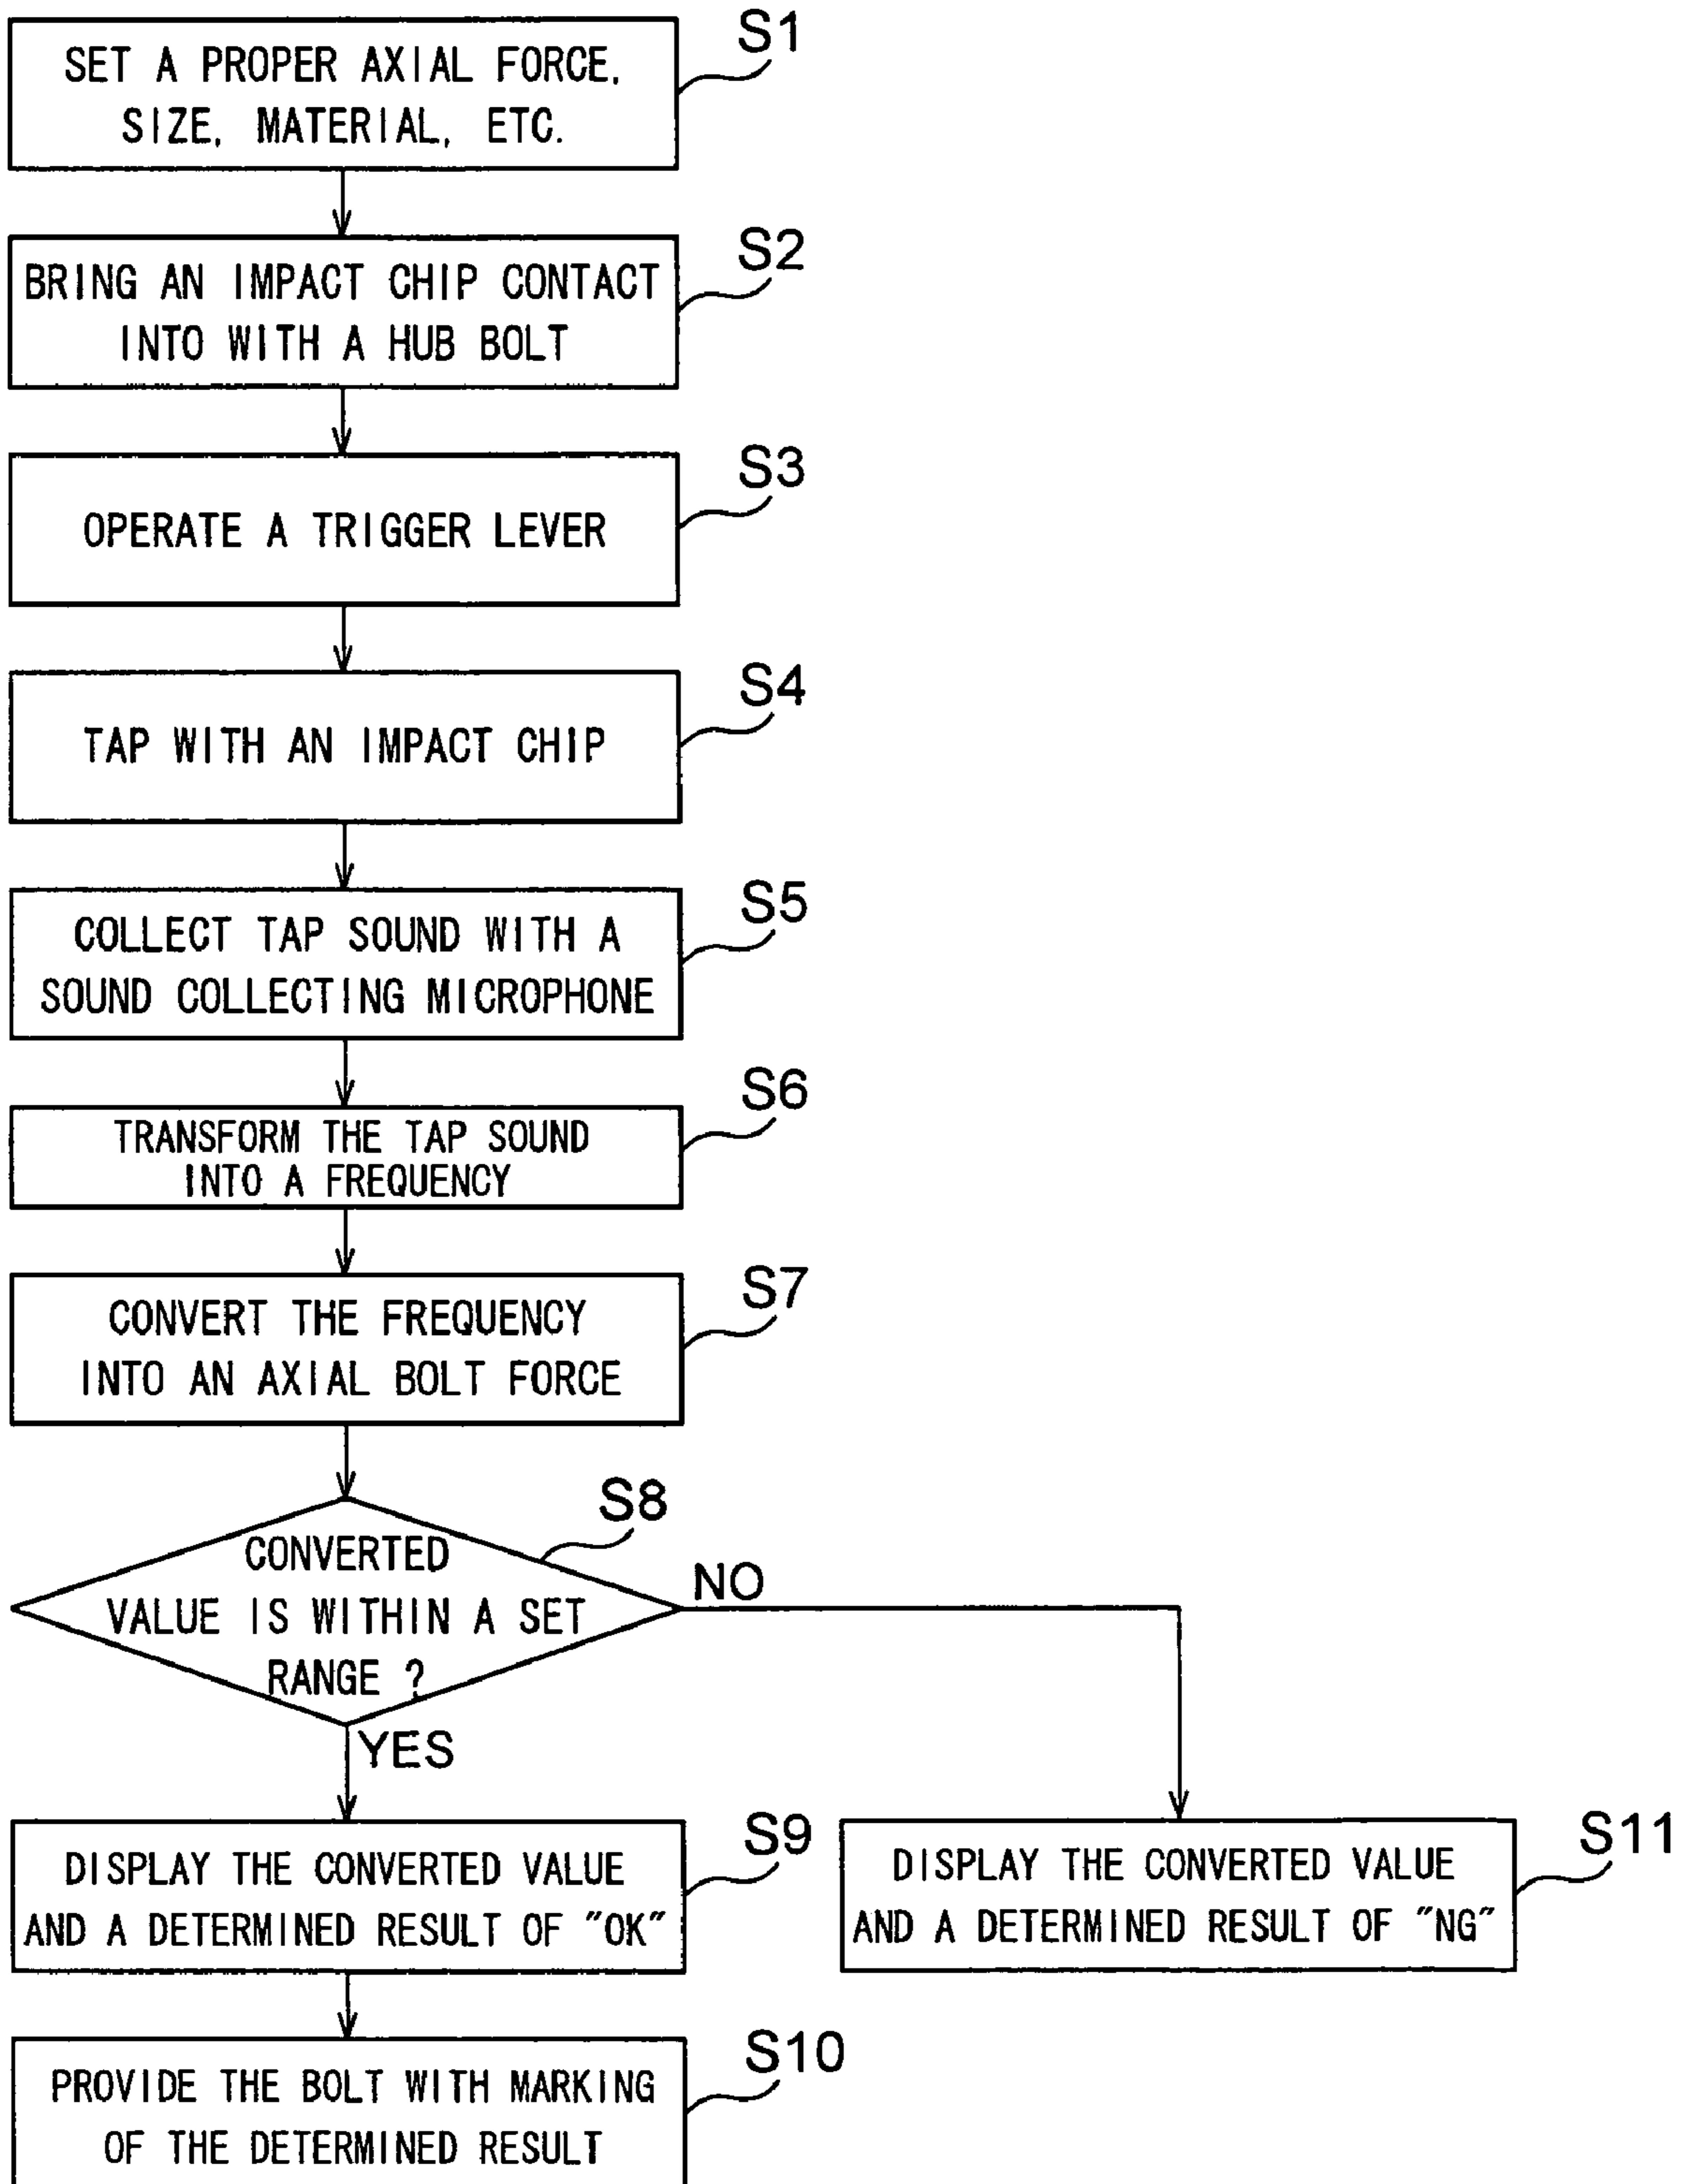 S1
SET A PROPER AXIAL FORCE,
SIZE, MATERIAL, ETC.
S2
BRING AN IMPACT CHIP CONTACT
INTO WITH A HUB BOLT
S3
OPERATE A TRIGGER LEVER
S4
TAP WITH AN IMPACT CHIP
S5
COLLECT TAP SOUND WITH A
SOUND COLLECTING MICROPHONE
S6
TRANSFORM THE TAP SOUND
INTO A FREQUENCY
S7
CONVERT THE FREQUENCY
INTO AN AXIAL BOLT FORCE
S8
CONVERTED
VALUE IS WITHIN A SET
RANGE ?
NO
YES
S9
DISPLAY THE CONVERTED VALUE
AND A DETERMINED RESULT OF "OK"
S11
DISPLAY THE CONVERTED VALUE
AND A DETERMINED RESULT OF "NG"
S10
PROVIDE THE BOLT WITH MARKING
OF THE DETERMINED RESULT